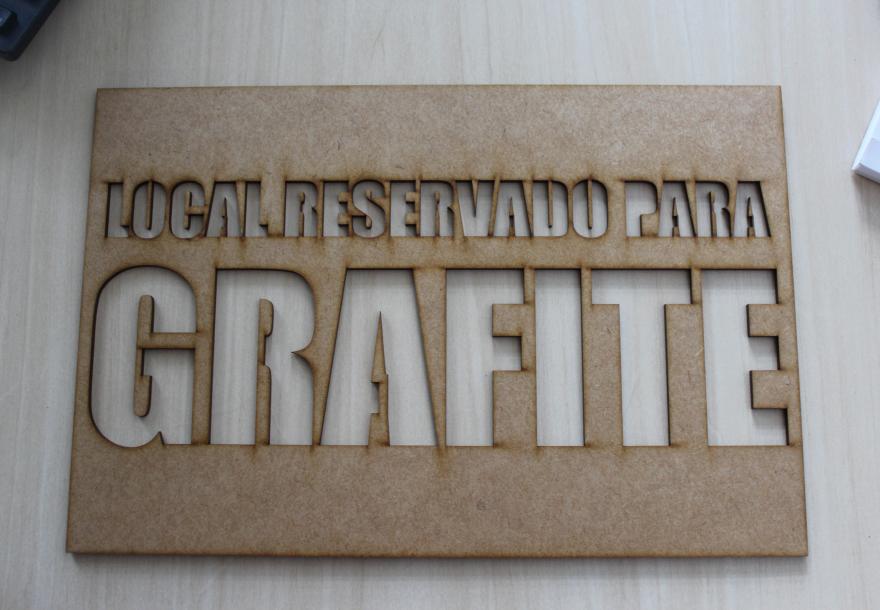 LOCAL RESERVADO PARA
GRAFITE